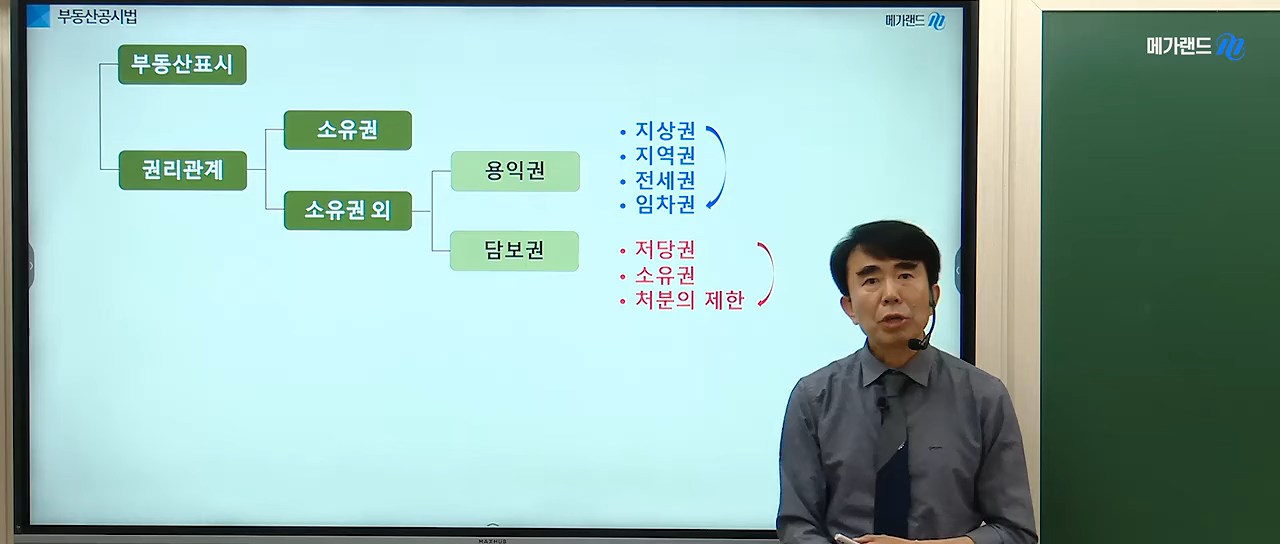 부동산공시법
메가랜드
메가랜드
부동산표시
소유권
권리관계
소유권 외
용익권
담보권
• 지상권
• 지역권
• 전세권
• 임차권
• 저당권
• 소유권
• 처분의 제한
MAXHUB